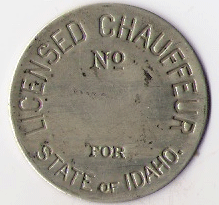 LICENSED CHAUFFEUR
No
FOR
STATE OF IDAHO.